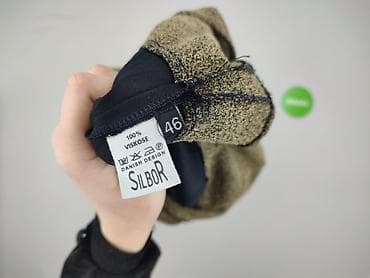 46
100%
VISKOSE
DANISH DESIGN
SILBOR